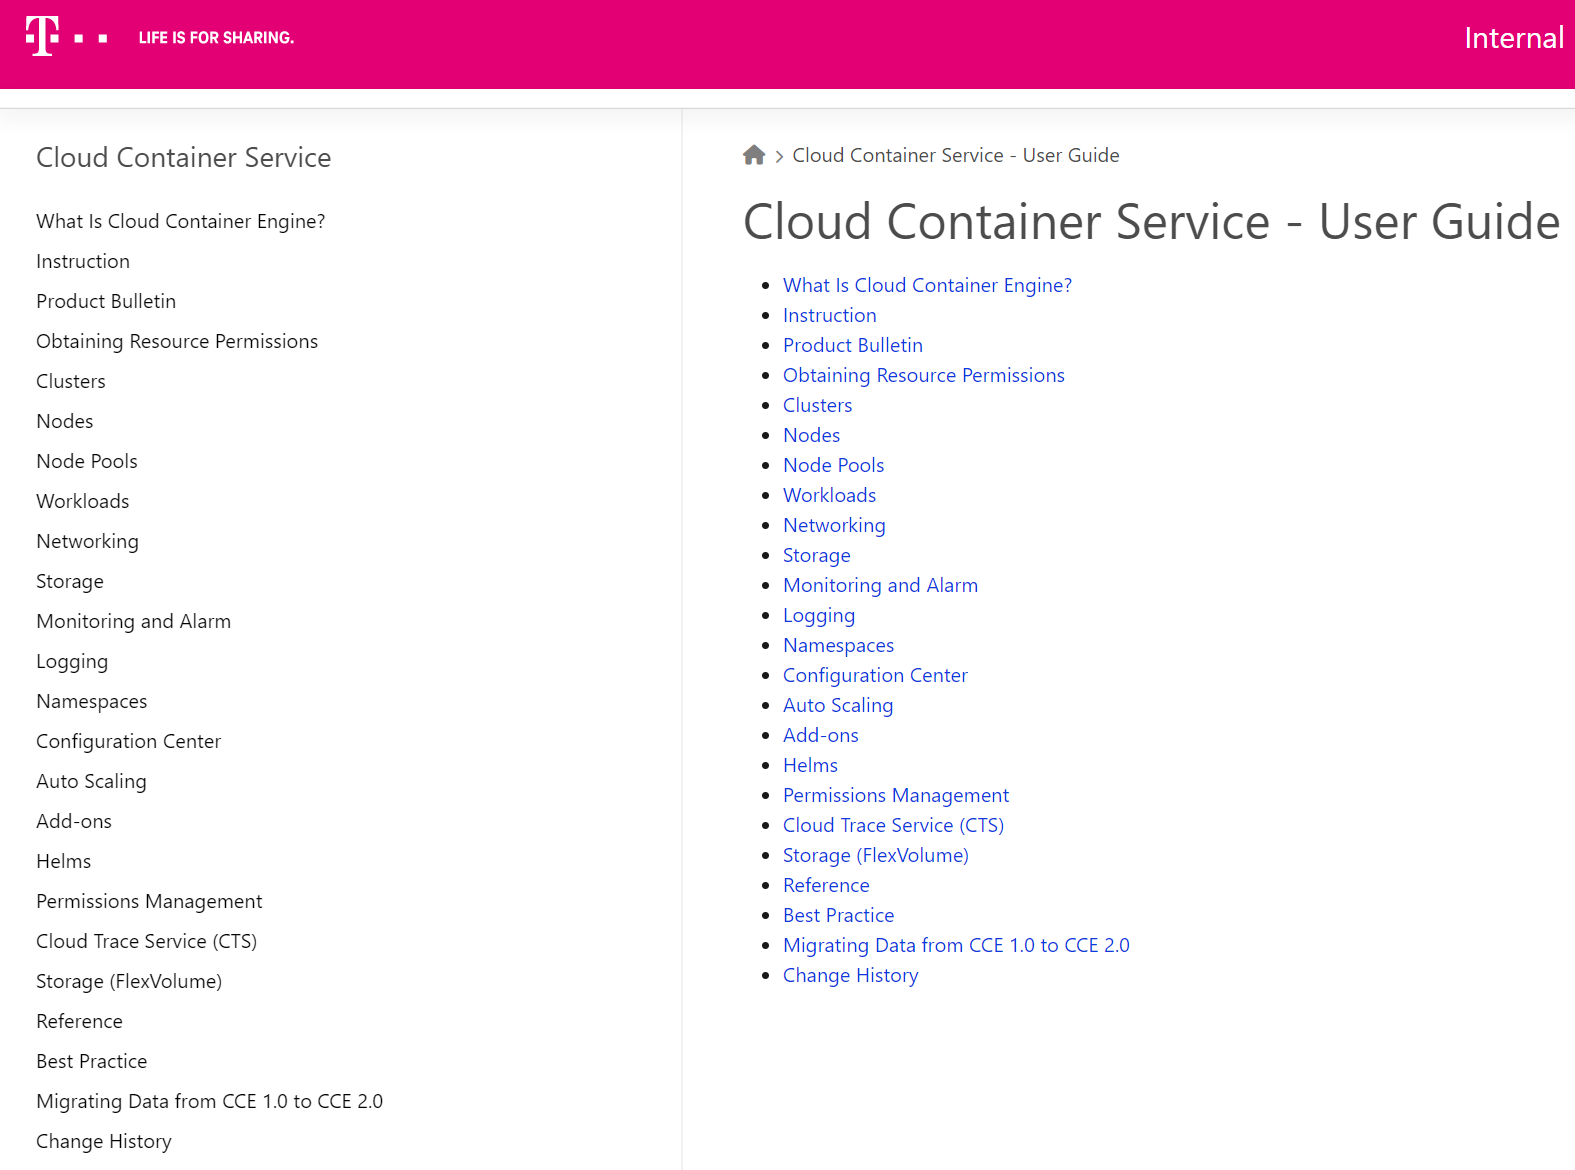 T
LIFE IS FOR SHARING.
Internal
Cloud Container Service
What Is Cloud Container Engine?
Instruction
Product Bulletin
Obtaining Resource Permissions
Clusters
Nodes
Node Pools
Workloads
Networking
Storage
Monitoring and Alarm
Logging
Namespaces
Configuration Center
Auto Scaling
Add-ons
Helms
Permissions Management
Cloud Trace Service (CTS)
Storage (FlexVolume)
Reference
Best Practice
Migrating Data from CCE 1.0 to CCE 2.0
Change History
Cloud Container Service - User Guide
Cloud Container Service - User Guide
What Is Cloud Container Engine?
Instruction
Product Bulletin
Obtaining Resource Permissions
Clusters
Nodes
Node Pools
Workloads
Networking
Storage
Monitoring and Alarm
Logging
Namespaces
Configuration Center
Auto Scaling
Add-ons
Helms
Permissions Management
Cloud Trace Service (CTS)
Storage (FlexVolume)
Reference
Best Practice
Migrating Data from CCE 1.0 to CCE 2.0
Change History